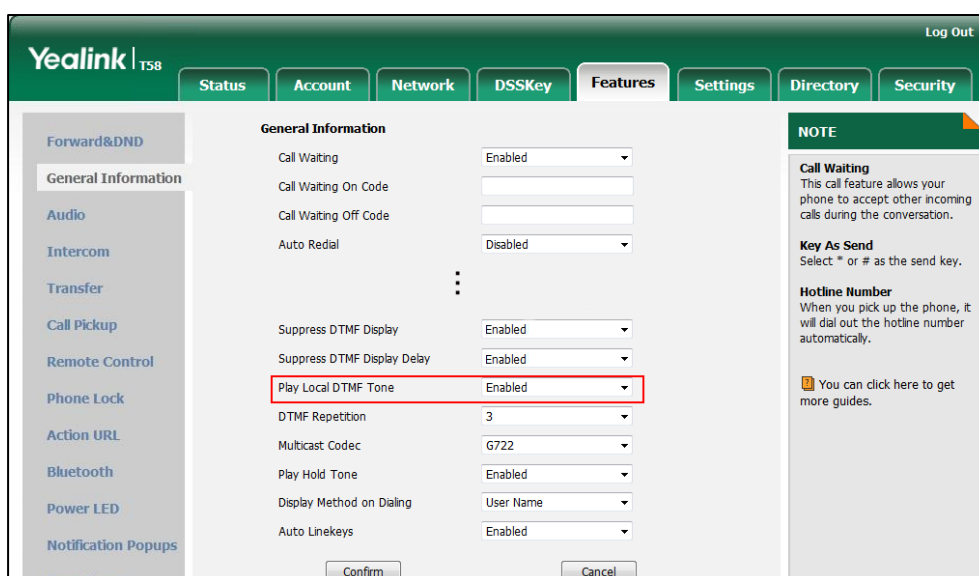 Log Out
Yealink T58
Status Account Network DSSKey Features Settings Directory Security
Forward&DND
General Information
Audio
Intercom
Transfer
Call Pickup
Remote Control
Phone Lock
Action URL
Bluetooth
Power LED
Notification Popups
General Information
Call Waiting Enabled
Call Waiting On Code
Call Waiting Off Code
Auto Redial Disabled
Suppress DTMF Display Enabled
Suppress DTMF Display Delay Enabled
Play Local DTMF Tone Enabled
DTMF Repetition 3
Multicast Codec G722
Play Hold Tone Enabled
Display Method on Dialing User Name
Auto Linekeys Enabled
Confirm Cancel
NOTE
Call Waiting
This call feature allows your
phone to accept other incoming
calls during the conversation.
Key As Send
Select * or # as the send key.
Hotline Number
When you pick up the phone, it
will dial out the hotline number
automatically.
You can click here to get
more guides.